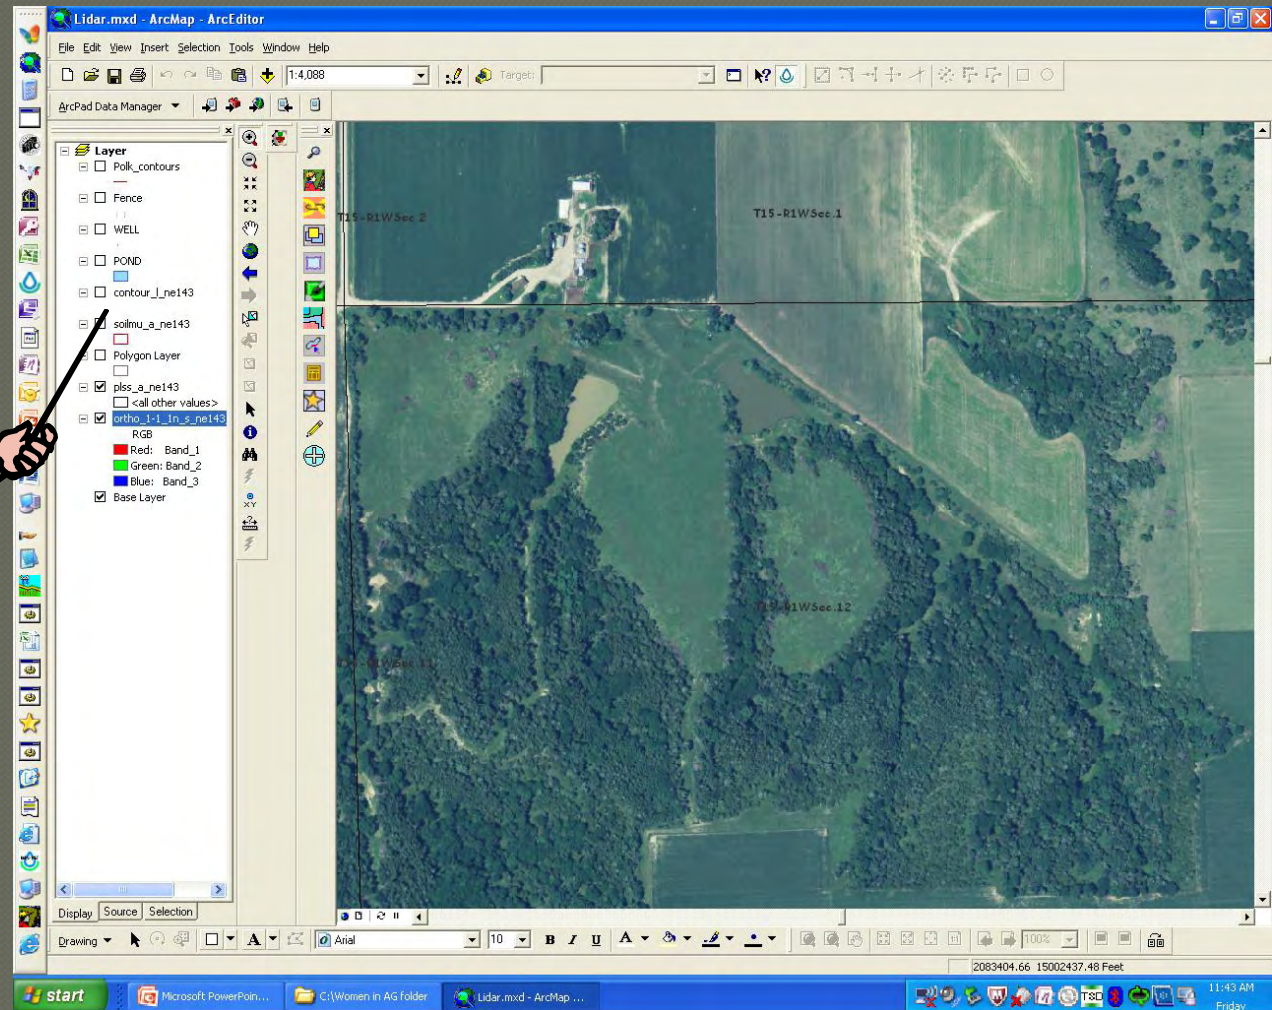 Lidar.mxd - ArcMap - ArcEditor
File Edit View Insert Selection Tools Window Help
1:4,088 Target:
ArcPad Data Manager
Layer
Polk_contours
Fence
WELL
POND
contour_l_ne143
soilmu_a_ne143
Polygon Layer
plss_a_ne143
<all other values>
ortho_1-1_1n_s_ne143
RGB
Red: Band_1
Green: Band_2
Blue: Band_3
Base Layer
T15-R1WSec.2
T15-R1WSec.1
T15-R1WSec.12
Display Source Selection
Drawing A Arial 10 B I U A 100%
2083404.66 15002437.48 Feet
start Microsoft PowerPoin... C:\Women in AG folder Lidar.mxd - ArcMap ... TSD 11:43 AM
Friday